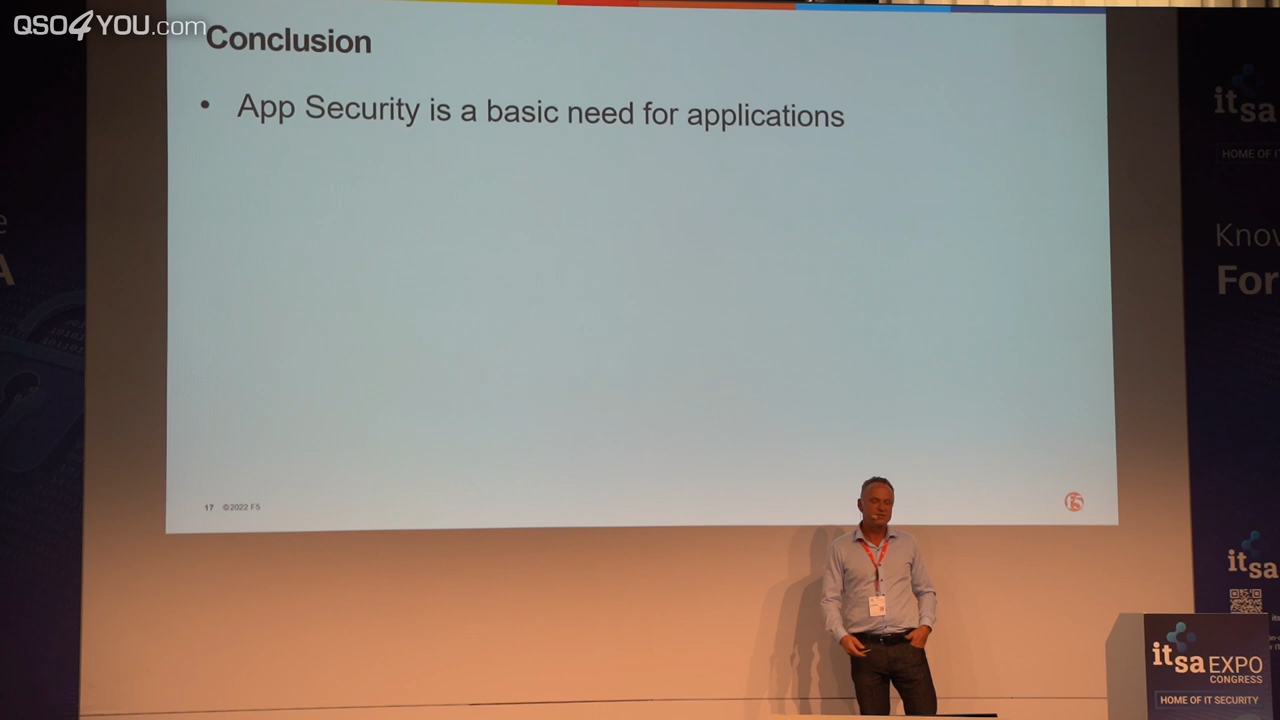 QSO4YOU.com
Conclusion
• App Security is a basic need for applications
17 ©2022 F5
itsa
HOME OF IT
Know
For
e
A
itsa
itsa EXPO
CONGRESS
HOME OF IT SECURITY